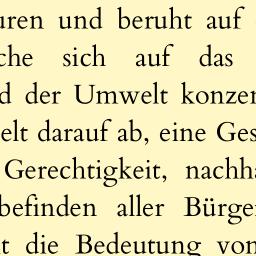 uren und beruht auf
che sich auf das
d der Umwelt konzen
elt darauf ab, eine Ges
Gerechtigkeit, nachha
befinden aller Bürge
t die Bedeutung von